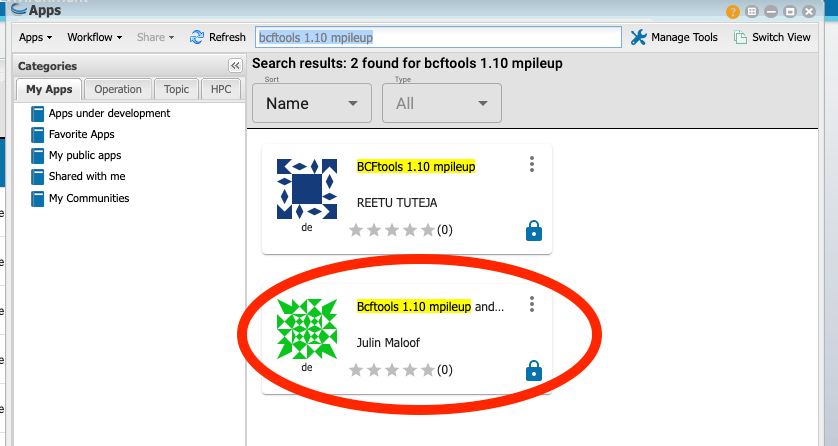 Apps
Apps Workflow Share Refresh bcftools 1.10 mpileup Manage Tools Switch View
Categories
My Apps Operation Topic HPC
Apps under development
Favorite Apps
My public apps
Shared with me
My Communities
Search results: 2 found for bcftools 1.10 mpileup
Sort
Name
Type
All
BCFtools 1.10 mpileup
REETU TUTEJA
de
(0)
Bcftools 1.10 mpileup and...
Julin Maloof
de
(0)